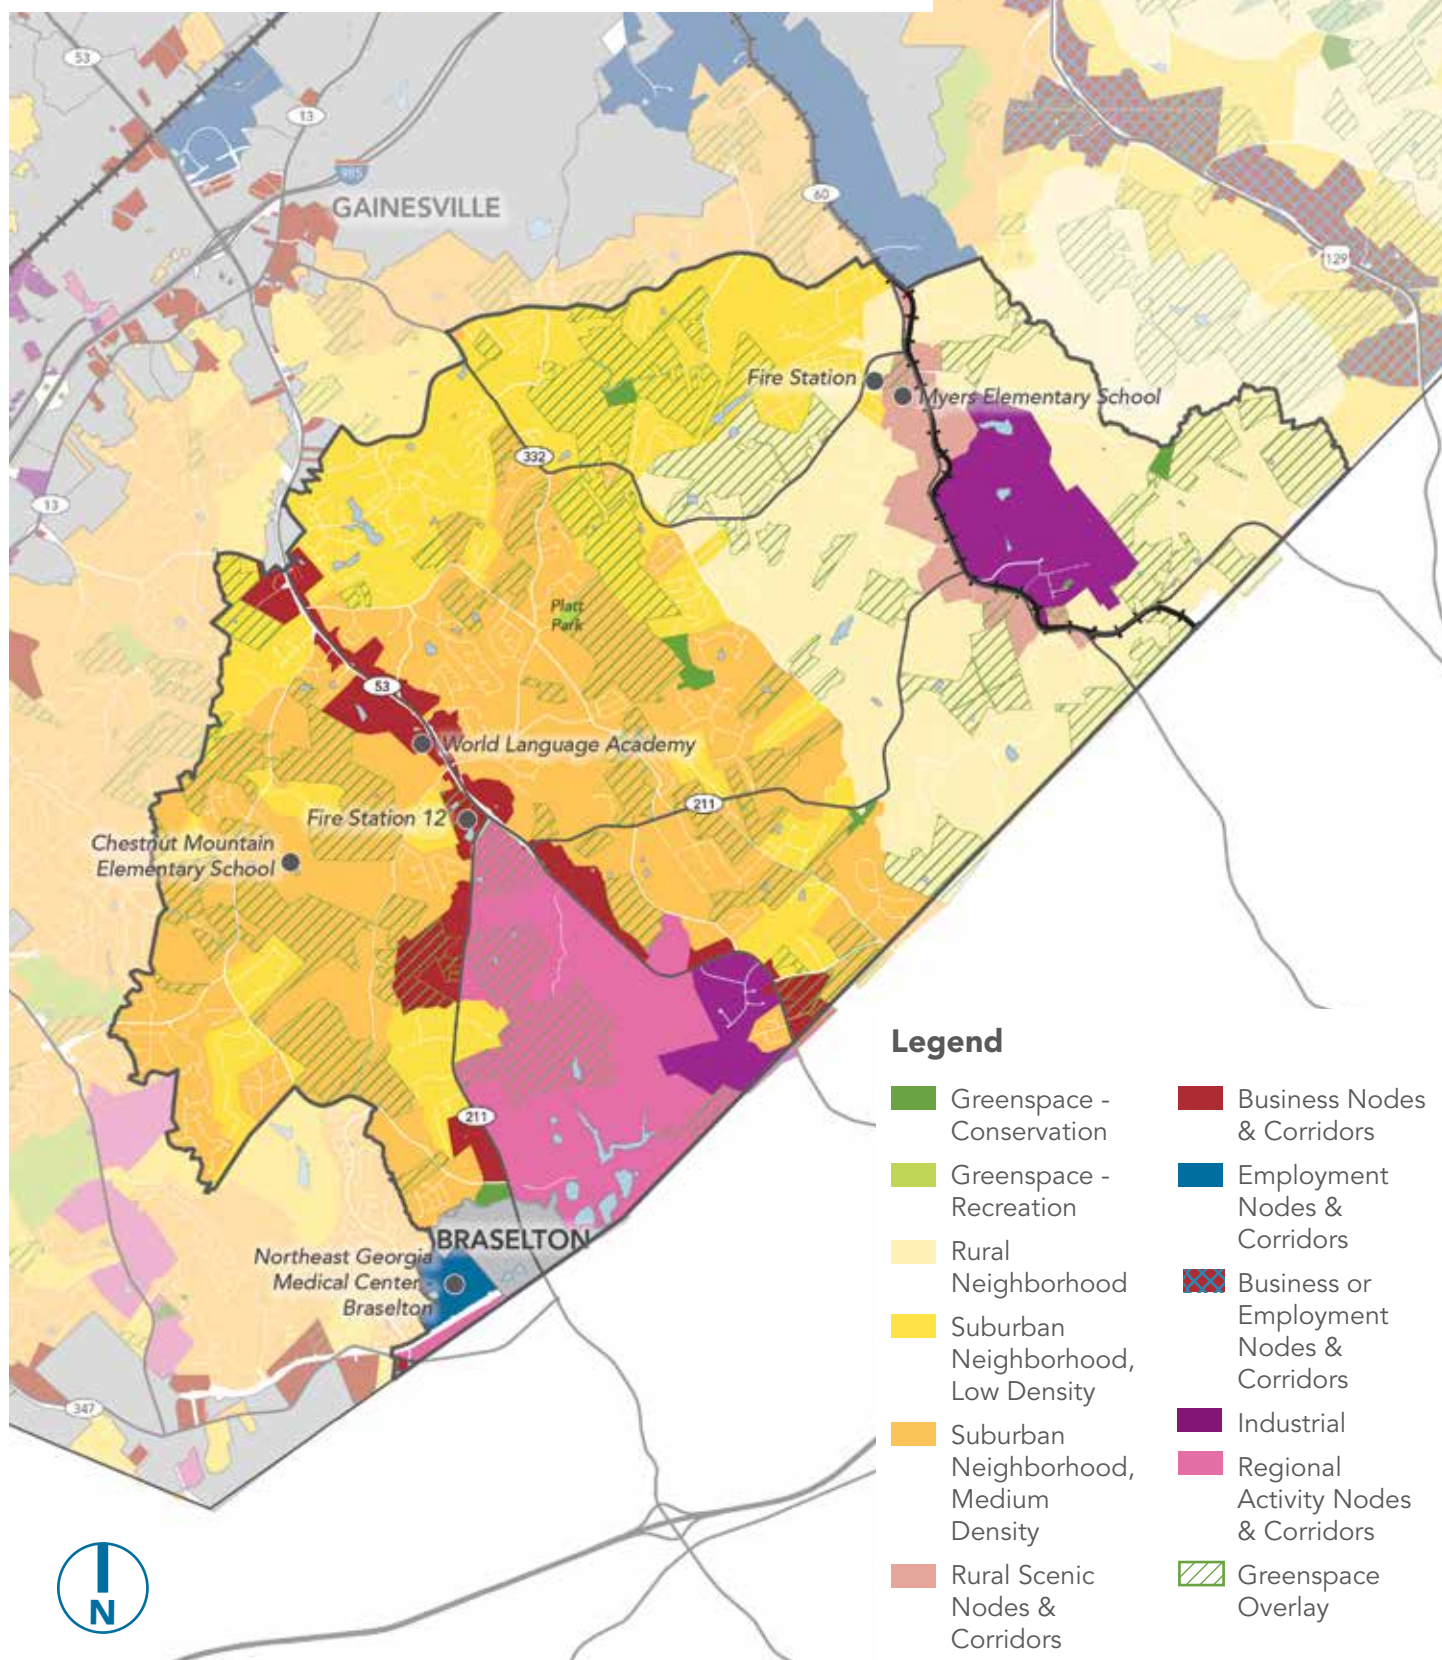 53
13
985
GAINESVILLE
60
129
Fire Station
Myers Elementary School
332
13
Platt
Park
53
World Language Academy
211
Fire Station 12
Chestnut Mountain
Elementary School
211
BRASELTON
Northeast Georgia
Medical Center -
Braselton
347
N
Legend
Greenspace -
Conservation
Greenspace -
Recreation
Rural
Neighborhood
Suburban
Neighborhood,
Low Density
Suburban
Neighborhood,
Medium
Density
Rural Scenic
Nodes &
Corridors
Business Nodes
& Corridors
Employment
Nodes &
Corridors
Business or
Employment
Nodes &
Corridors
Industrial
Regional
Activity Nodes
& Corridors
Greenspace
Overlay